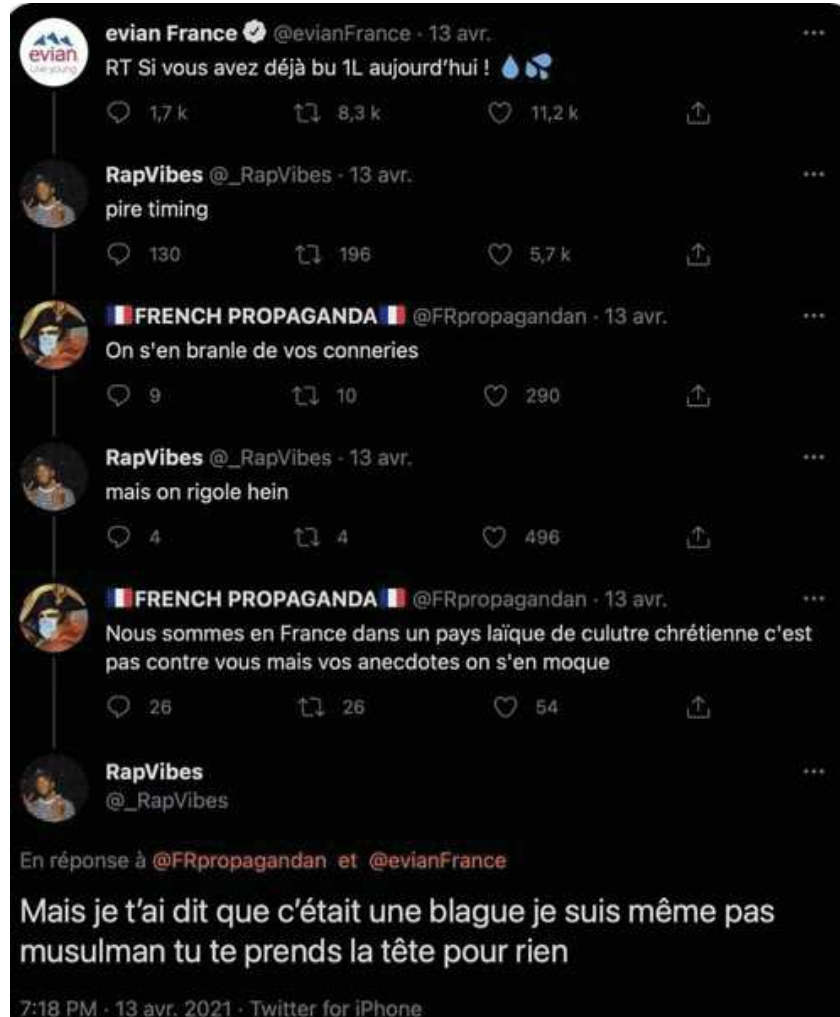 evian France @evianFrance · 13 avr.
RT Si vous avez déjà bu 1L aujourd'hui ! 💧💦
1,7 k 8,3 k 11,2 k
evian
Live young
RapVibes @_RapVibes · 13 avr.
pire timing
130 196 5,7 k
🇫🇷FRENCH PROPAGANDA🇫🇷 @FRpropagandan · 13 avr.
On s'en branle de vos conneries
9 10 290
RapVibes @_RapVibes · 13 avr.
mais on rigole hein
4 4 496
🇫🇷FRENCH PROPAGANDA🇫🇷 @FRpropagandan · 13 avr.
Nous sommes en France dans un pays laïque de culutre chrétienne c'est
pas contre vous mais vos anecdotes on s'en moque
26 26 54
RapVibes
@_RapVibes
En réponse à @FRpropagandan et @evianFrance
Mais je t'ai dit que c'était une blague je suis même pas
musulman tu te prends la tête pour rien
7:18 PM · 13 avr. 2021 · Twitter for iPhone